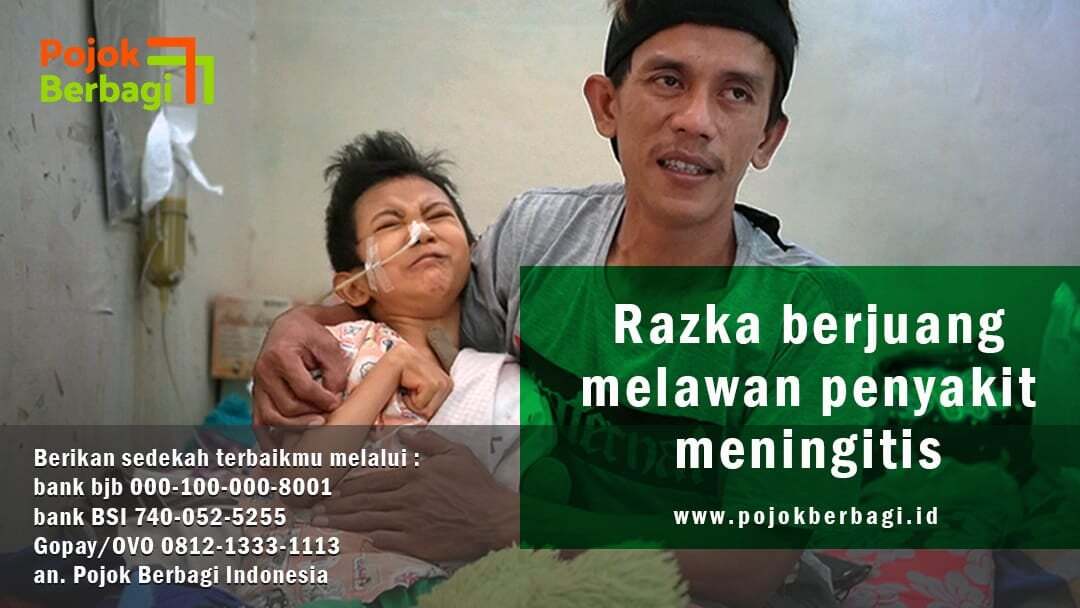 Pojok
Berbagi
Razka berjuang
melawan penyakit
meningitis
www.pojokberbagi.id
Berikan sedekah terbaikmu melalui :
bank bjb 000-100-000-8001
bank BSI 740-052-5255
Gopay/OVO 0812-1333-1113
an. Pojok Berbagi Indonesia